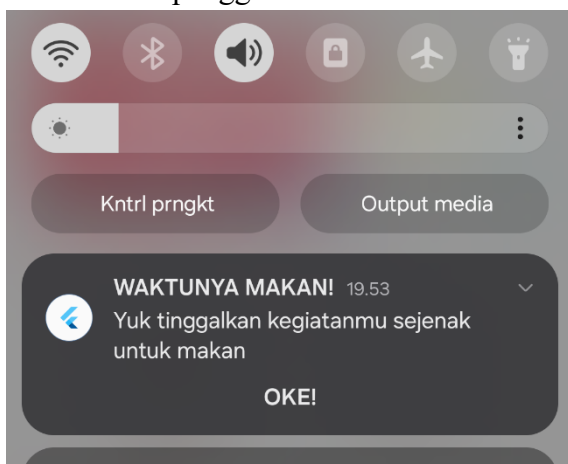 Kntrl prngkt
Output media
WAKTUNYA MAKAN! 19.53
Yuk tinggalkan kegiatanmu sejenak
untuk makan
OKE!